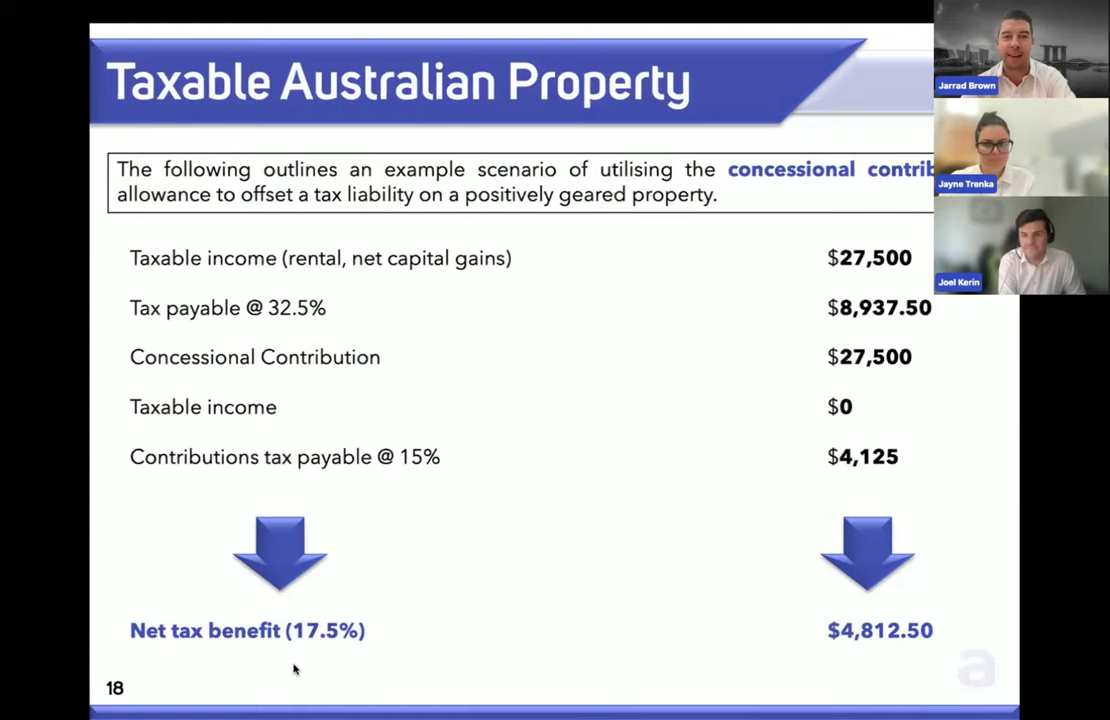 Taxable Australian Property
The following outlines an example scenario of utilising the concessional
allowance to offset a tax liability on a positively geared property.
Taxable income (rental, net capital gains) $27,500
Tax payable @ 32.5% $8,937.50
Concessional Contribution $27,500
Taxable income $0
Contributions tax payable @ 15% $4,125
Net tax benefit (17.5%) $4,812.50
18
a
Jarrad Brown
Jayne Trenka
Joel Kerin